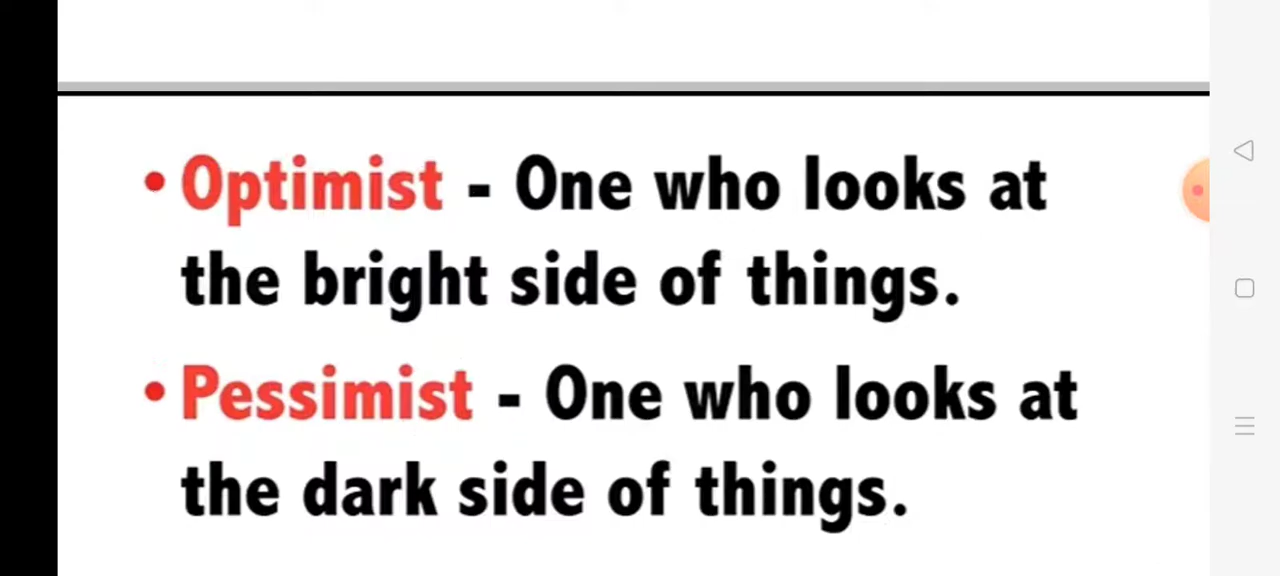 • Optimist - One who looks at
the bright side of things.
• Pessimist - One who looks at
the dark side of things.